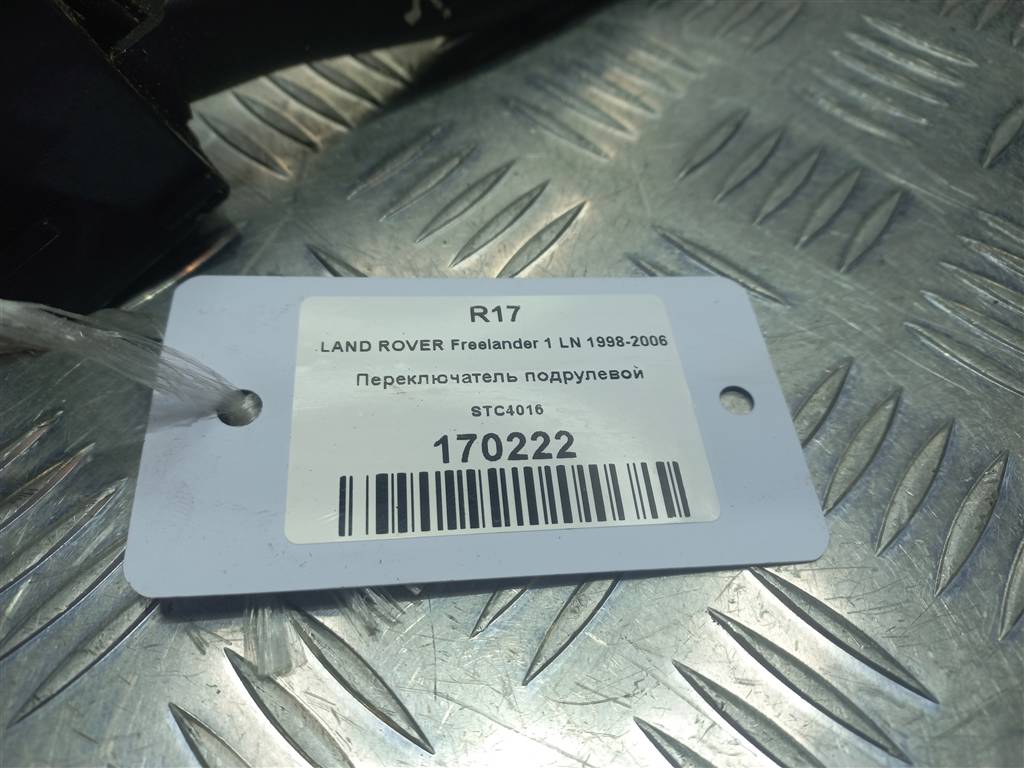 R17
LAND ROVER Freelander 1 LN 1998-2006
Переключатель подрулевой
STC4016
170222